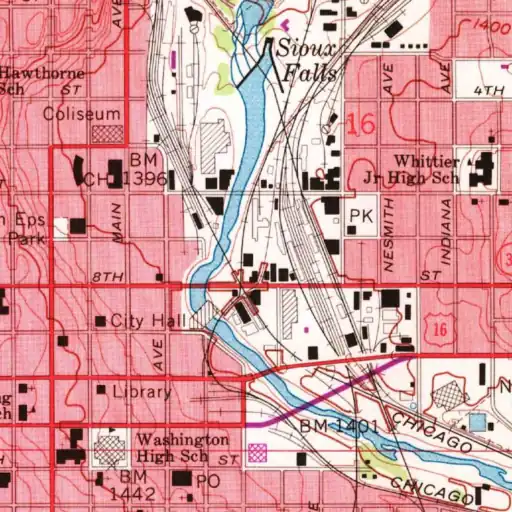 Sioux
Falls
1400
Hawthorne
Sch
ST
AVE
AVE
AVE
4TH
Coliseum
16
BM
1396
CH
Whittier
Jr High Sch
Eps
Park
MAIN
PK
NESMITH
INDIANA
8TH
ST
City Hall
16
AVE
Library
Washington
High Sch
ST
BM 1401
CHICAGO
BM
1442
PO
CHICAGO